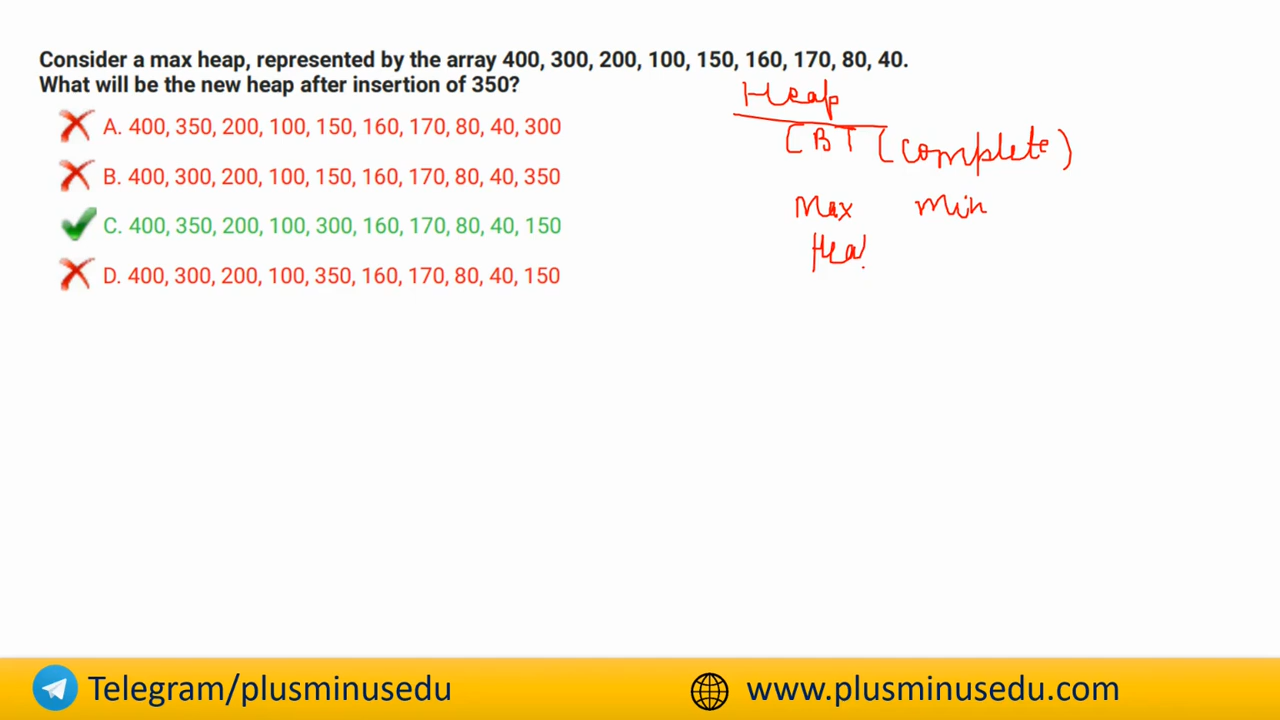 Consider a max heap, represented by the array 400, 300, 200, 100, 150, 160, 170, 80, 40.
What will be the new heap after insertion of 350?
Heap
A. 400, 350, 200, 100, 150, 160, 170, 80, 40, 300
CBT (complete)
B. 400, 300, 200, 100, 150, 160, 170, 80, 40, 350
Max Min
C. 400, 350, 200, 100, 300, 160, 170, 80, 40, 150
Hea
D. 400, 300, 200, 100, 350, 160, 170, 80, 40, 150
Telegram/plusminusedu
www.plusminusedu.com